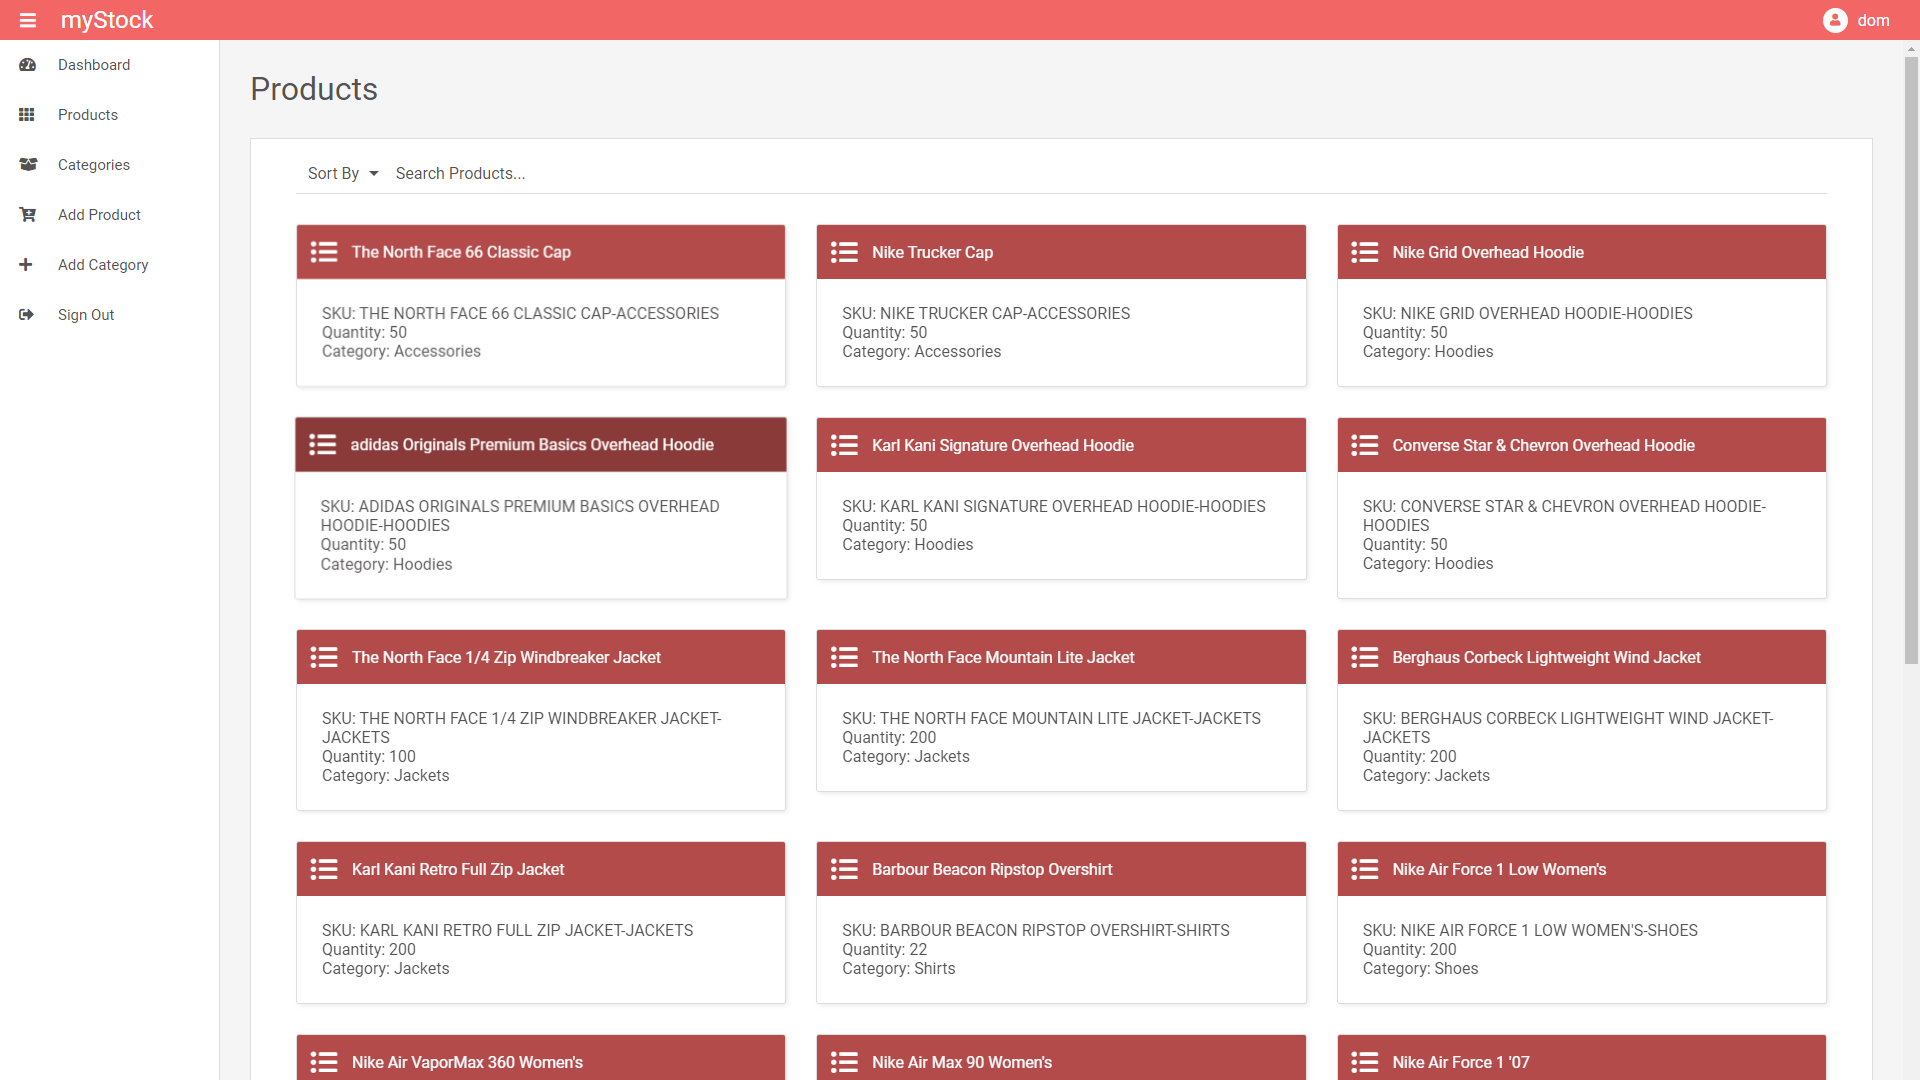 myStock
dom
Dashboard
Products
Categories
Add Product
Add Category
Sign Out
Products
Sort By
Search Products...
The North Face 66 Classic Cap
SKU: THE NORTH FACE 66 CLASSIC CAP-ACCESSORIES
Quantity: 50
Category: Accessories
Nike Trucker Cap
SKU: NIKE TRUCKER CAP-ACCESSORIES
Quantity: 50
Category: Accessories
Nike Grid Overhead Hoodie
SKU: NIKE GRID OVERHEAD HOODIE-HOODIES
Quantity: 50
Category: Hoodies
adidas Originals Premium Basics Overhead Hoodie
SKU: ADIDAS ORIGINALS PREMIUM BASICS OVERHEAD
HOODIE-HOODIES
Quantity: 50
Category: Hoodies
Karl Kani Signature Overhead Hoodie
SKU: KARL KANI SIGNATURE OVERHEAD HOODIE-HOODIES
Quantity: 50
Category: Hoodies
Converse Star & Chevron Overhead Hoodie
SKU: CONVERSE STAR & CHEVRON OVERHEAD HOODIE-
HOODIES
Quantity: 50
Category: Hoodies
The North Face 1/4 Zip Windbreaker Jacket
SKU: THE NORTH FACE 1/4 ZIP WINDBREAKER JACKET-
JACKETS
Quantity: 100
Category: Jackets
The North Face Mountain Lite Jacket
SKU: THE NORTH FACE MOUNTAIN LITE JACKET-JACKETS
Quantity: 200
Category: Jackets
Berghaus Corbeck Lightweight Wind Jacket
SKU: BERGHAUS CORBECK LIGHTWEIGHT WIND JACKET-
JACKETS
Quantity: 200
Category: Jackets
Karl Kani Retro Full Zip Jacket
SKU: KARL KANI RETRO FULL ZIP JACKET-JACKETS
Quantity: 200
Category: Jackets
Barbour Beacon Ripstop Overshirt
SKU: BARBOUR BEACON RIPSTOP OVERSHIRT-SHIRTS
Quantity: 22
Category: Shirts
Nike Air Force 1 Low Women's
SKU: NIKE AIR FORCE 1 LOW WOMEN'S-SHOES
Quantity: 200
Category: Shoes
Nike Air VaporMax 360 Women's
Nike Air Max 90 Women's
Nike Air Force 1 '07